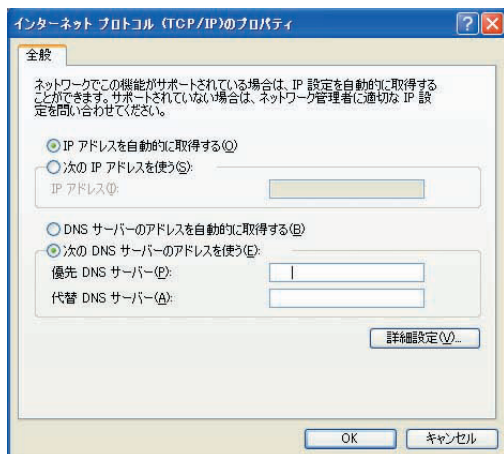 インターネット プロトコル (TCP/IP)のプロパティ
全般
ネットワークでこの機能がサポートされている場合は、IP 設定を自動的に取得する
ことができます。サポートされていない場合は、ネットワーク管理者に適切な IP 設
定を問い合わせてください。
IP アドレスを自動的に取得する(O)
次の IP アドレスを使う(S):
IP アドレス(I):
DNS サーバーのアドレスを自動的に取得する(B)
次の DNS サーバーのアドレスを使う(E):
優先 DNS サーバー(P):
代替 DNS サーバー(A):
詳細設定(V)...
OK
キャンセル